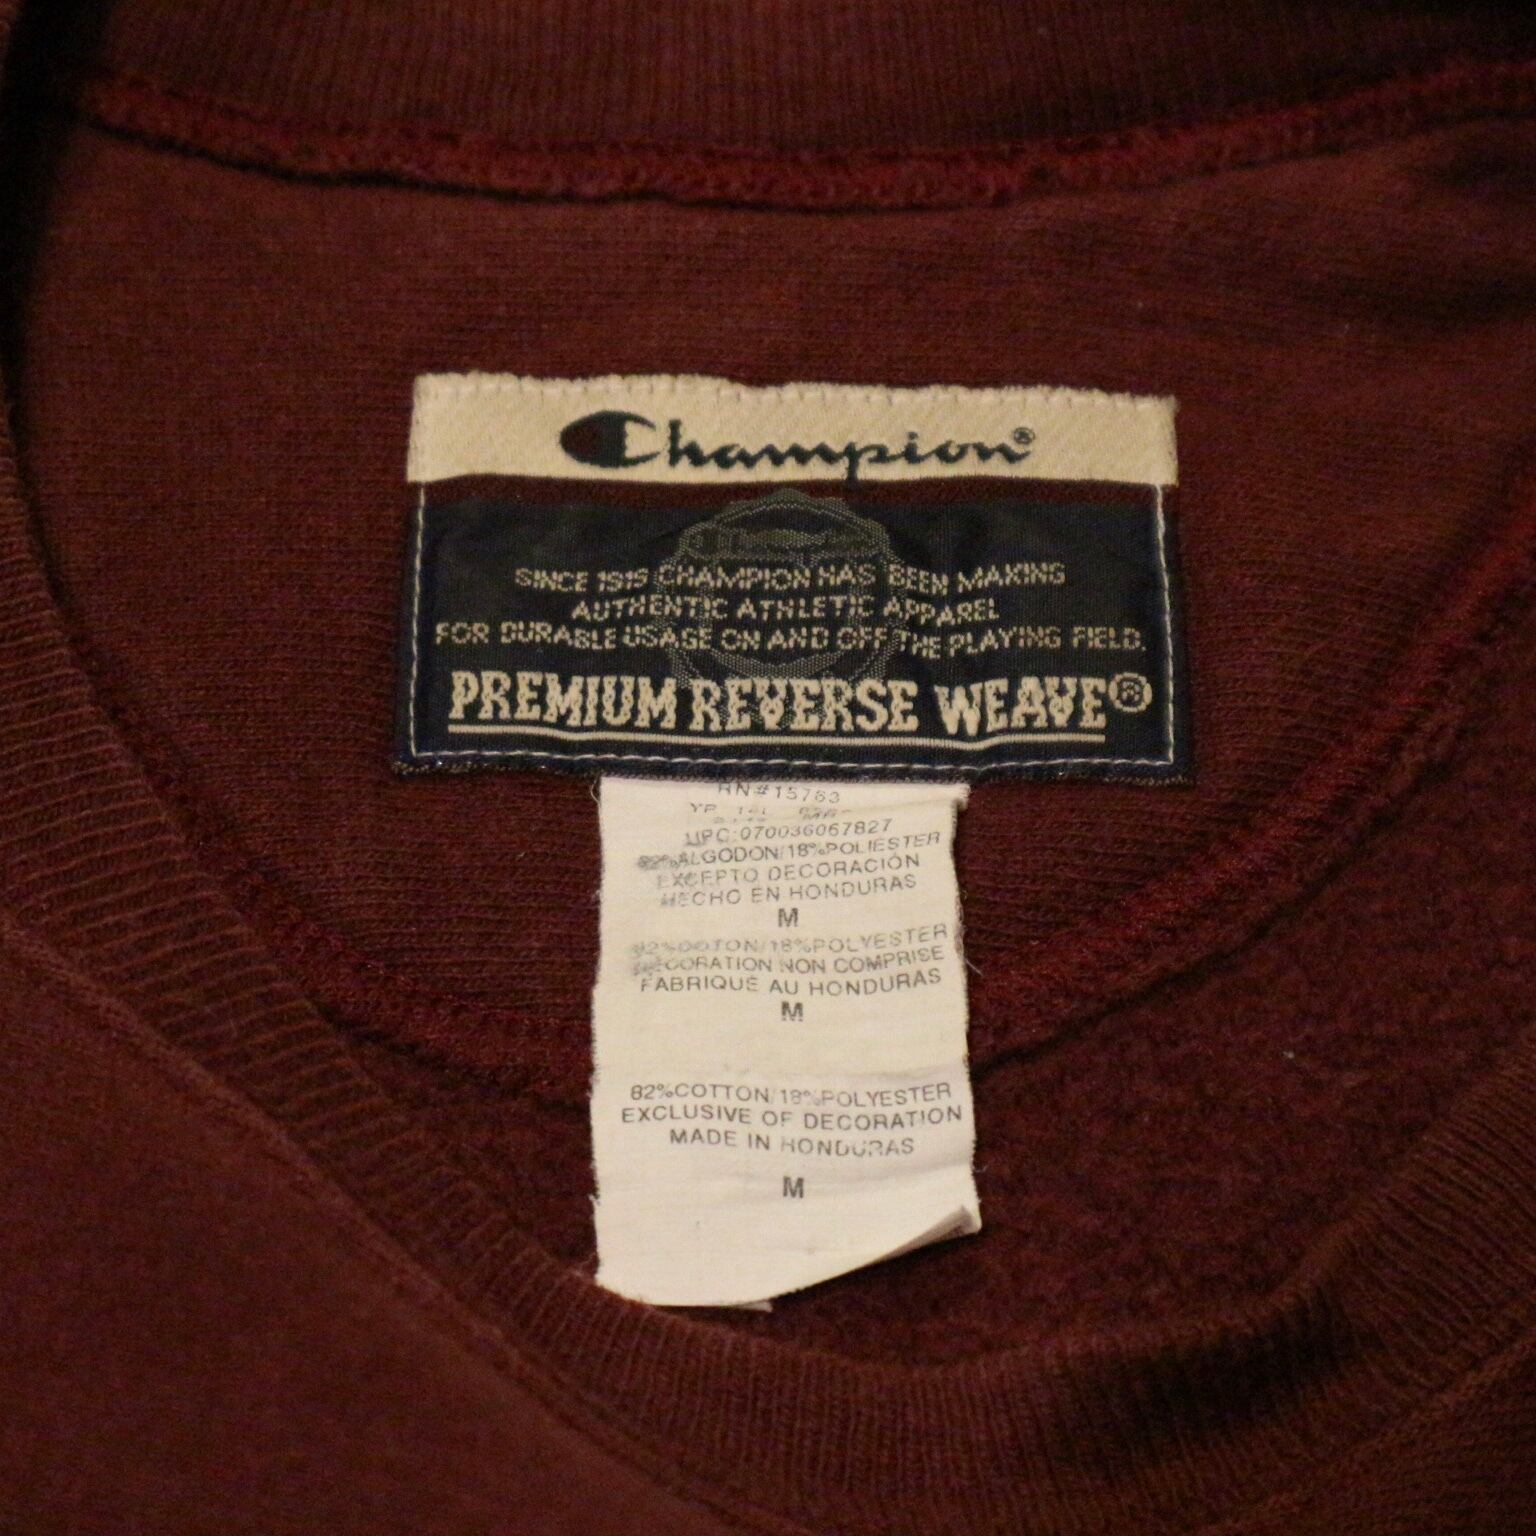 Champion®
SINCE 1919 CHAMPION HAS BEEN MAKING
AUTHENTIC ATHLETIC APPAREL
FOR DURABLE USAGE ON AND OFF THE PLAYING FIELD.
PREMIUM REVERSE WEAVE®
RN#15763
UPC:070036067827
82%ALGODON/18%POLIESTER
EXCEPTO DECORACIÓN
HECHO EN HONDURAS
M
82%COTON/18%POLYESTER
DECORATION NON COMPRISE
FABRIQUÉ AU HONDURAS
M
82%COTTON/18%POLYESTER
EXCLUSIVE OF DECORATION
MADE IN HONDURAS
M